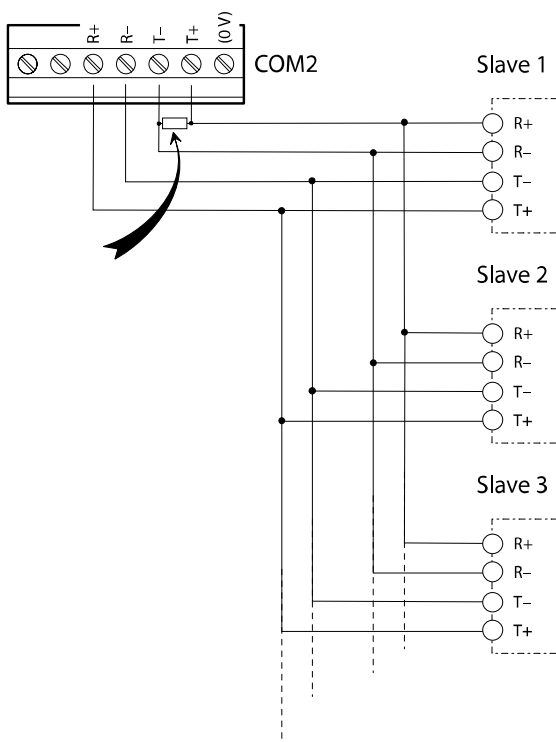 R+
R−
T−
T+
(0 V)
COM2
Slave 1
R+
R−
T−
T+
Slave 2
R+
R−
T−
T+
Slave 3
R+
R−
T−
T+